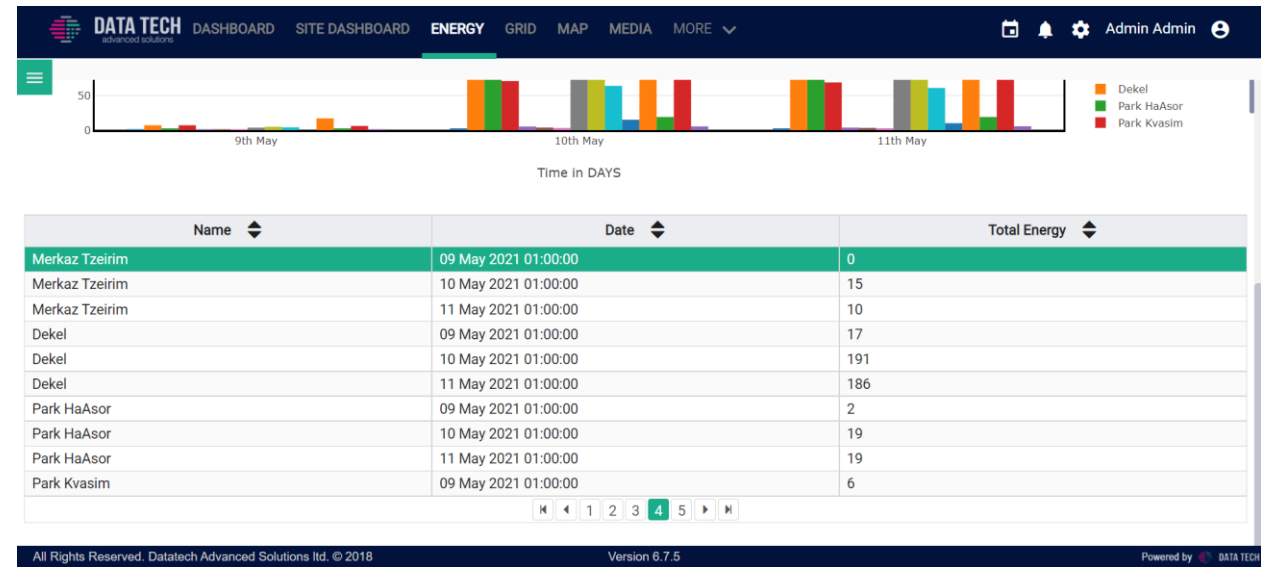 DATA TECH
advanced solutions
DASHBOARD SITE DASHBOARD ENERGY GRID MAP MEDIA MORE Admin Admin
50
0
9th May 10th May 11th May
Time in DAYS
Dekel
Park HaAsor
Park Kvasim
Name Date Total Energy
Merkaz Tzeirim 09 May 2021 01:00:00 0
Merkaz Tzeirim 10 May 2021 01:00:00 15
Merkaz Tzeirim 11 May 2021 01:00:00 10
Dekel 09 May 2021 01:00:00 17
Dekel 10 May 2021 01:00:00 191
Dekel 11 May 2021 01:00:00 186
Park HaAsor 09 May 2021 01:00:00 2
Park HaAsor 10 May 2021 01:00:00 19
Park HaAsor 11 May 2021 01:00:00 19
Park Kvasim 09 May 2021 01:00:00 6
1 2 3 4 5
All Rights Reserved. Datatech Advanced Solutions ltd. © 2018 Version 6.7.5 Powered by DATA TECH